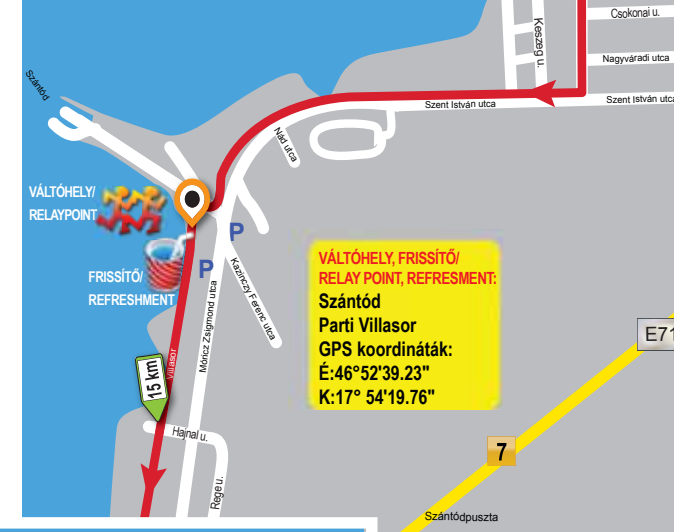 Csokonai u.
Keszeg u.
Nagyváradi utca
Szántód
Szent István utca
Szent István utca
Nád utca
VÁLTÓHELY/
RELAYPOINT
P
P
FRISSÍTŐ/
REFRESHMENT
Kazinczy Ferenc utca
Móricz Zsigmond utca
VÁLTÓHELY, FRISSÍTŐ/
RELAY POINT, REFRESMENT:
Szántód
Parti Villasor
GPS koordináták:
É:46°52'39.23"
K:17° 54'19.76"
E71
Villasor
15 km
Hajnal u.
7
Rege u.
Szántódpuszta